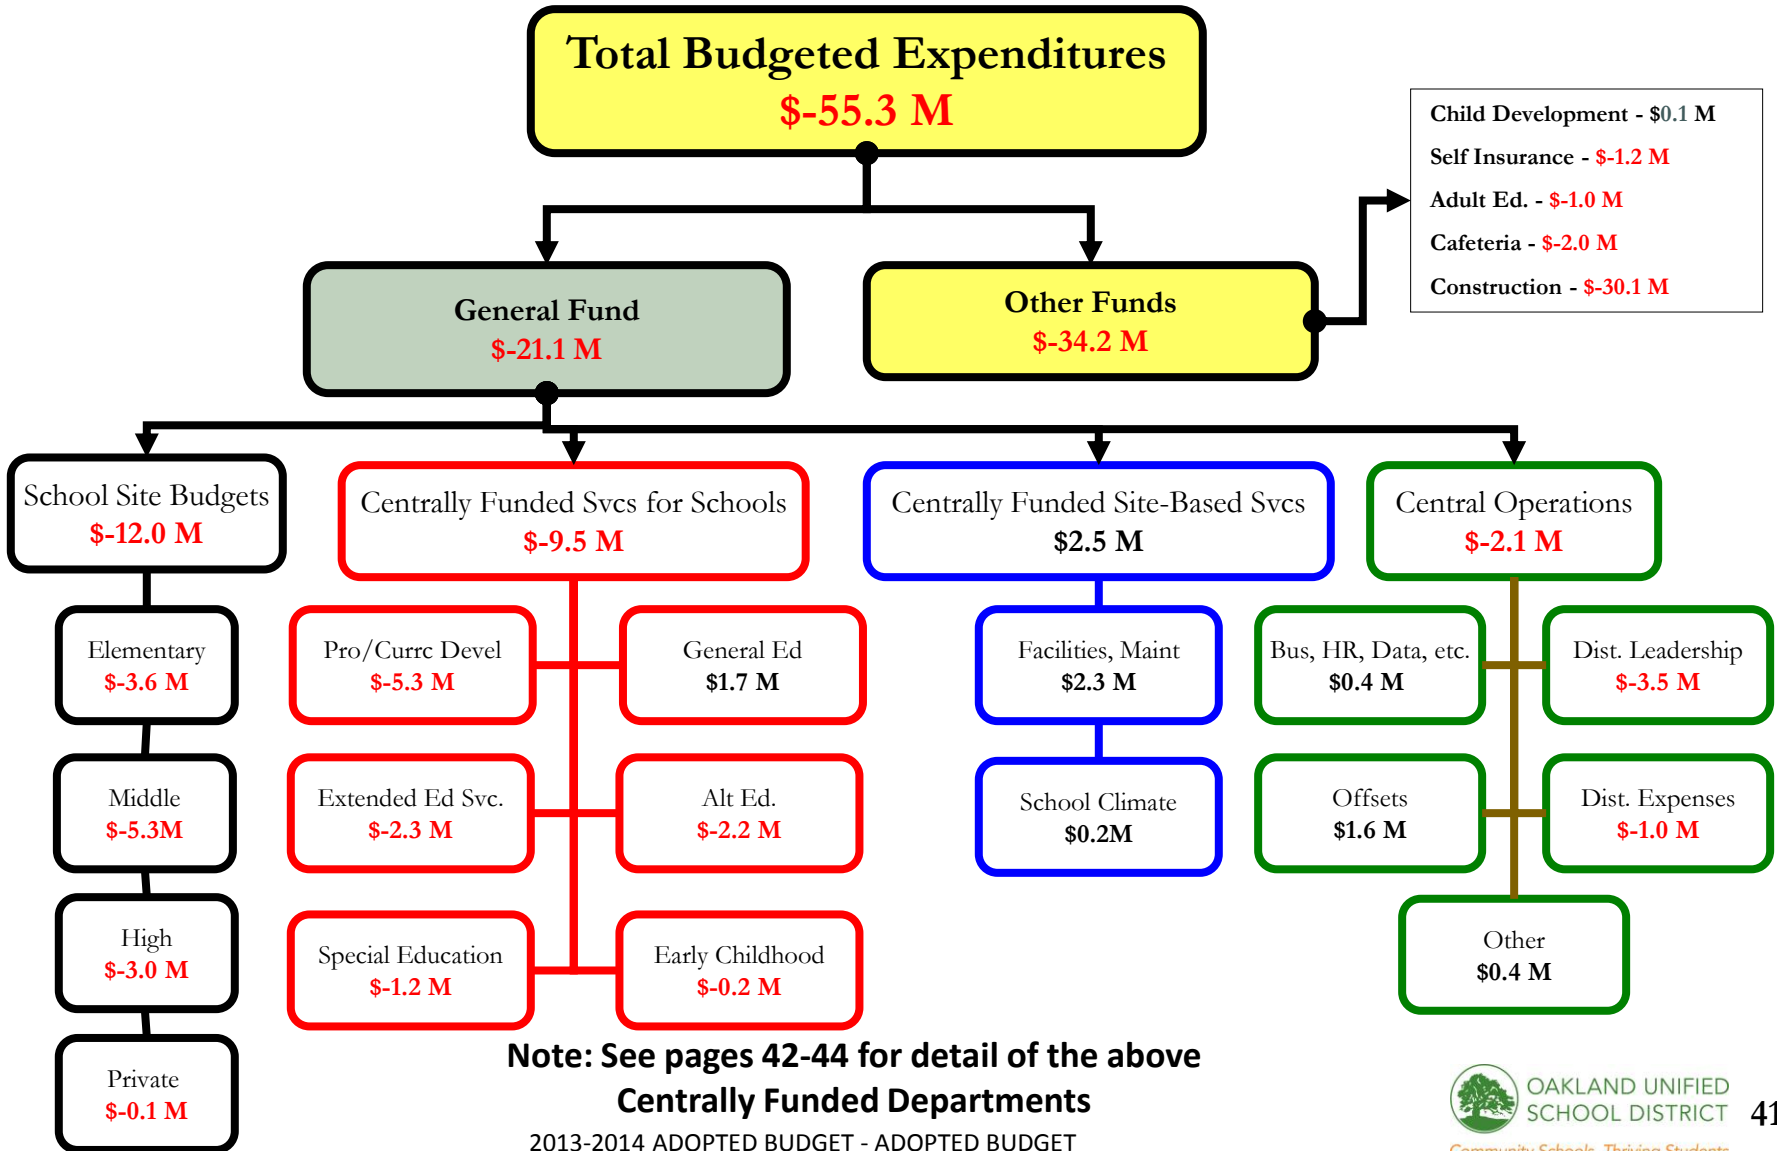 Total Budgeted Expenditures
$-55.3 M
Child Development - $0.1 M
Self Insurance - $-1.2 M
Adult Ed. - $-1.0 M
Cafeteria - $-2.0 M
Construction - $-30.1 M
General Fund
$-21.1 M
Other Funds
$-34.2 M
School Site Budgets
$-12.0 M
Centrally Funded Svcs for Schools
$-9.5 M
Centrally Funded Site-Based Svcs
$2.5 M
Central Operations
$-2.1 M
Elementary
$-3.6 M
Middle
$-5.3M
High
$-3.0 M
Private
$-0.1 M
Pro/Currc Devel
$-5.3 M
General Ed
$1.7 M
Extended Ed Svc.
$-2.3 M
Alt Ed.
$-2.2 M
Special Education
$-1.2 M
Early Childhood
$-0.2 M
Facilities, Maint
$2.3 M
School Climate
$0.2M
Bus, HR, Data, etc.
$0.4 M
Dist. Leadership
$-3.5 M
Offsets
$1.6 M
Dist. Expenses
$-1.0 M
Other
$0.4 M
Note: See pages 42-44 for detail of the above
Centrally Funded Departments
2013-2014 ADOPTED BUDGET - ADOPTED BUDGET
OAKLAND UNIFIED
SCHOOL DISTRICT
Community Schools, Thriving Students
41